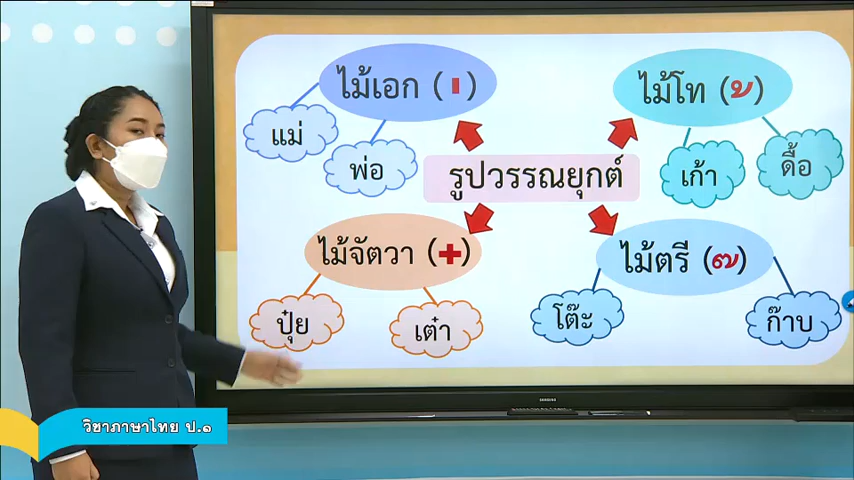 ไม้เอก (่)
แม่
พ่อ
ไม้โท (้)
เก้า
ดื้อ
รูปวรรณยุกต์
ไม้จัตวา (+)
ปุ๋ย
เต๋า
ไม้ตรี (๊)
โต๊ะ
ก๊าบ
SAMSUNG
วิชาภาษาไทย ป.๑